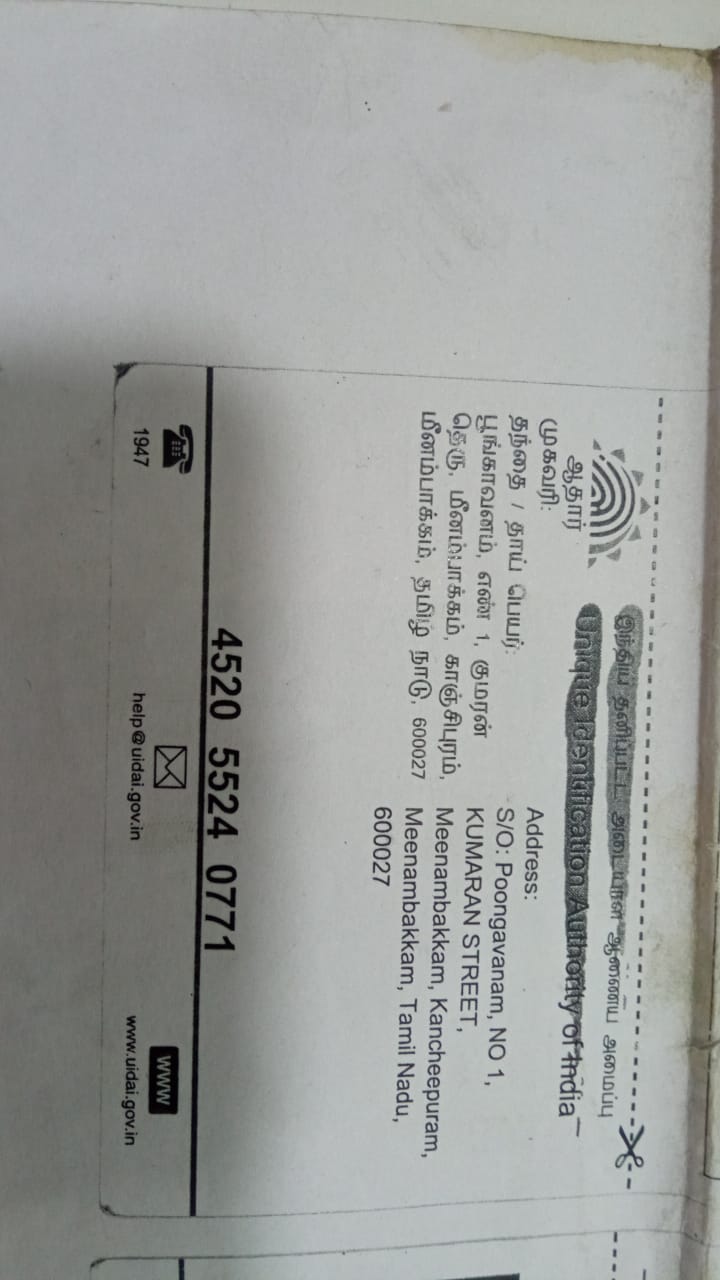 இந்திய தனிப்பட்ட அடையாள ஆணைய அமைப்பு
Unique Identification Authority of India
ஆதார்
முகவரி:
தந்தை / தாய் பெயர்:
பூங்காவனம், எண் 1, குமரன்
தெரு, மீனம்பாக்கம், காஞ்சிபுரம்,
மீனம்பாக்கம், தமிழ் நாடு, 600027
Address:
S/O: Poongavanam, NO 1,
KUMARAN STREET,
Meenambakkam, Kancheepuram,
Meenambakkam, Tamil Nadu,
600027
4520 5524 0771
1947
help@uidai.gov.in
WWW
www.uidai.gov.in